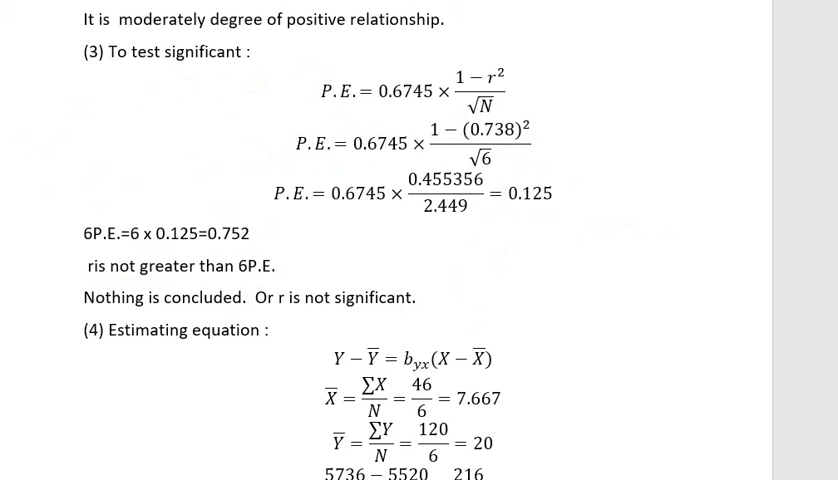 It is moderately degree of positive relationship.
(3) To test significant :
P.E.= 0.6745 × (1 − r²)/√N
P.E.= 0.6745 × (1 − (0.738)²)/√6
P.E.= 0.6745 × 0.455356/2.449 = 0.125
6P.E.=6 x 0.125=0.752
ris not greater than 6P.E.
Nothing is concluded. Or r is not significant.
(4) Estimating equation :
Y − Y̅ = b_yx(X − X̅)
X̅ = ∑X/N = 46/6 = 7.667
Y̅ = ∑Y/N = 120/6 = 20
5736 − 5520 216